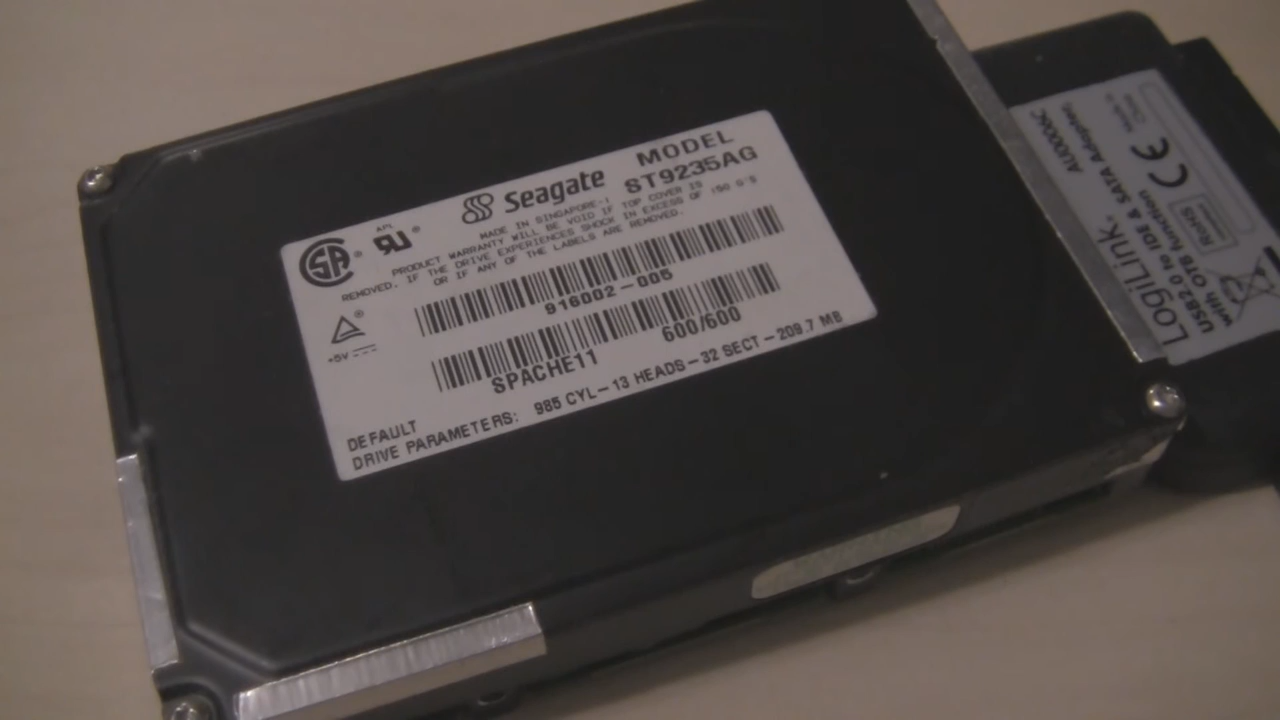 MODEL
Seagate ST9235AG
MADE IN SINGAPORE-1
PRODUCT WARRANTY WILL BE VOID IF TOP COVER IS
REMOVED, IF THE DRIVE EXPERIENCES SHOCK IN EXCESS OF 150 G'S
OR IF ANY OF THE LABELS ARE REMOVED.
916002-005
SPACHE11 600/600
+5V
DEFAULT
DRIVE PARAMETERS: 985 CYL-13 HEADS-32 SECT-209.7 MB
LogiLink
USB2.0 to IDE & SATA Adapter,
with OTB function
AU0006C
CE
RoHS
Made in
China